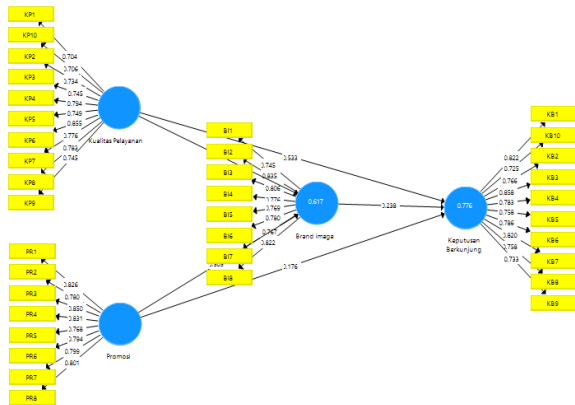 KP1
KP10
KP2
KP3
KP4
KP5
KP6
KP7
KP8
KP9
0.704
0.706
0.734
0.745
0.794
0.749
0.855
0.776
0.783
0.745
Kualitas Pelayanan
BI1
BI2
BI3
BI4
BI5
BI6
BI7
BI8
0.745
0.835
0.806
0.776
0.769
0.780
0.767
0.822
0.617
Brand Image
0.533
0.238
0.176
KB1
KB10
KB2
KB3
KB4
KB5
KB6
KB7
KB8
KB9
0.822
0.725
0.766
0.858
0.783
0.758
0.786
0.820
0.758
0.733
0.776
Keputusan
Berkunjung
PR1
PR2
PR3
PR4
PR5
PR6
PR7
PR8
0.826
0.780
0.850
0.831
0.768
0.794
0.799
0.801
Promosi